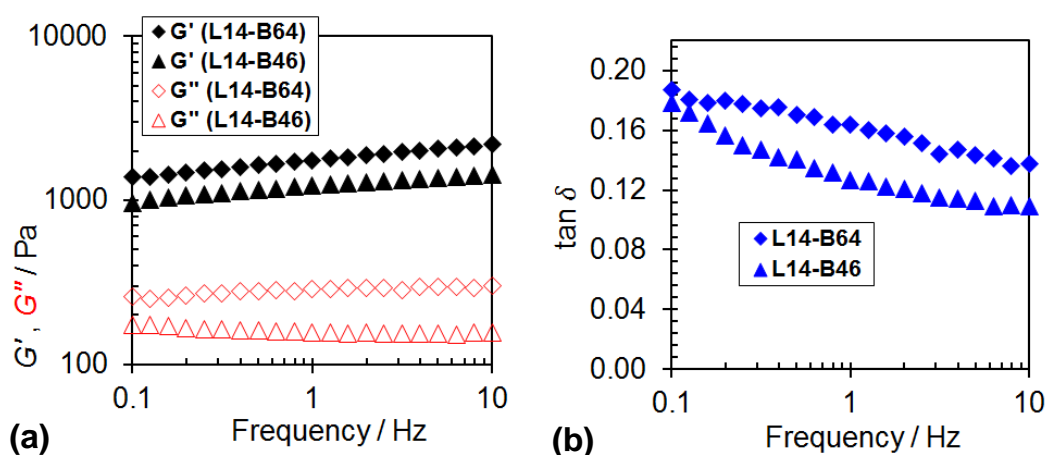 10000
1000
100
G' , G" / Pa
G' (L14-B64)
G' (L14-B46)
G" (L14-B64)
G" (L14-B46)
0.1 1 10
Frequency / Hz
(a)
0.20
0.16
0.12
0.08
0.04
0.00
tan δ
L14-B64
L14-B46
0.1 1 10
Frequency / Hz
(b)